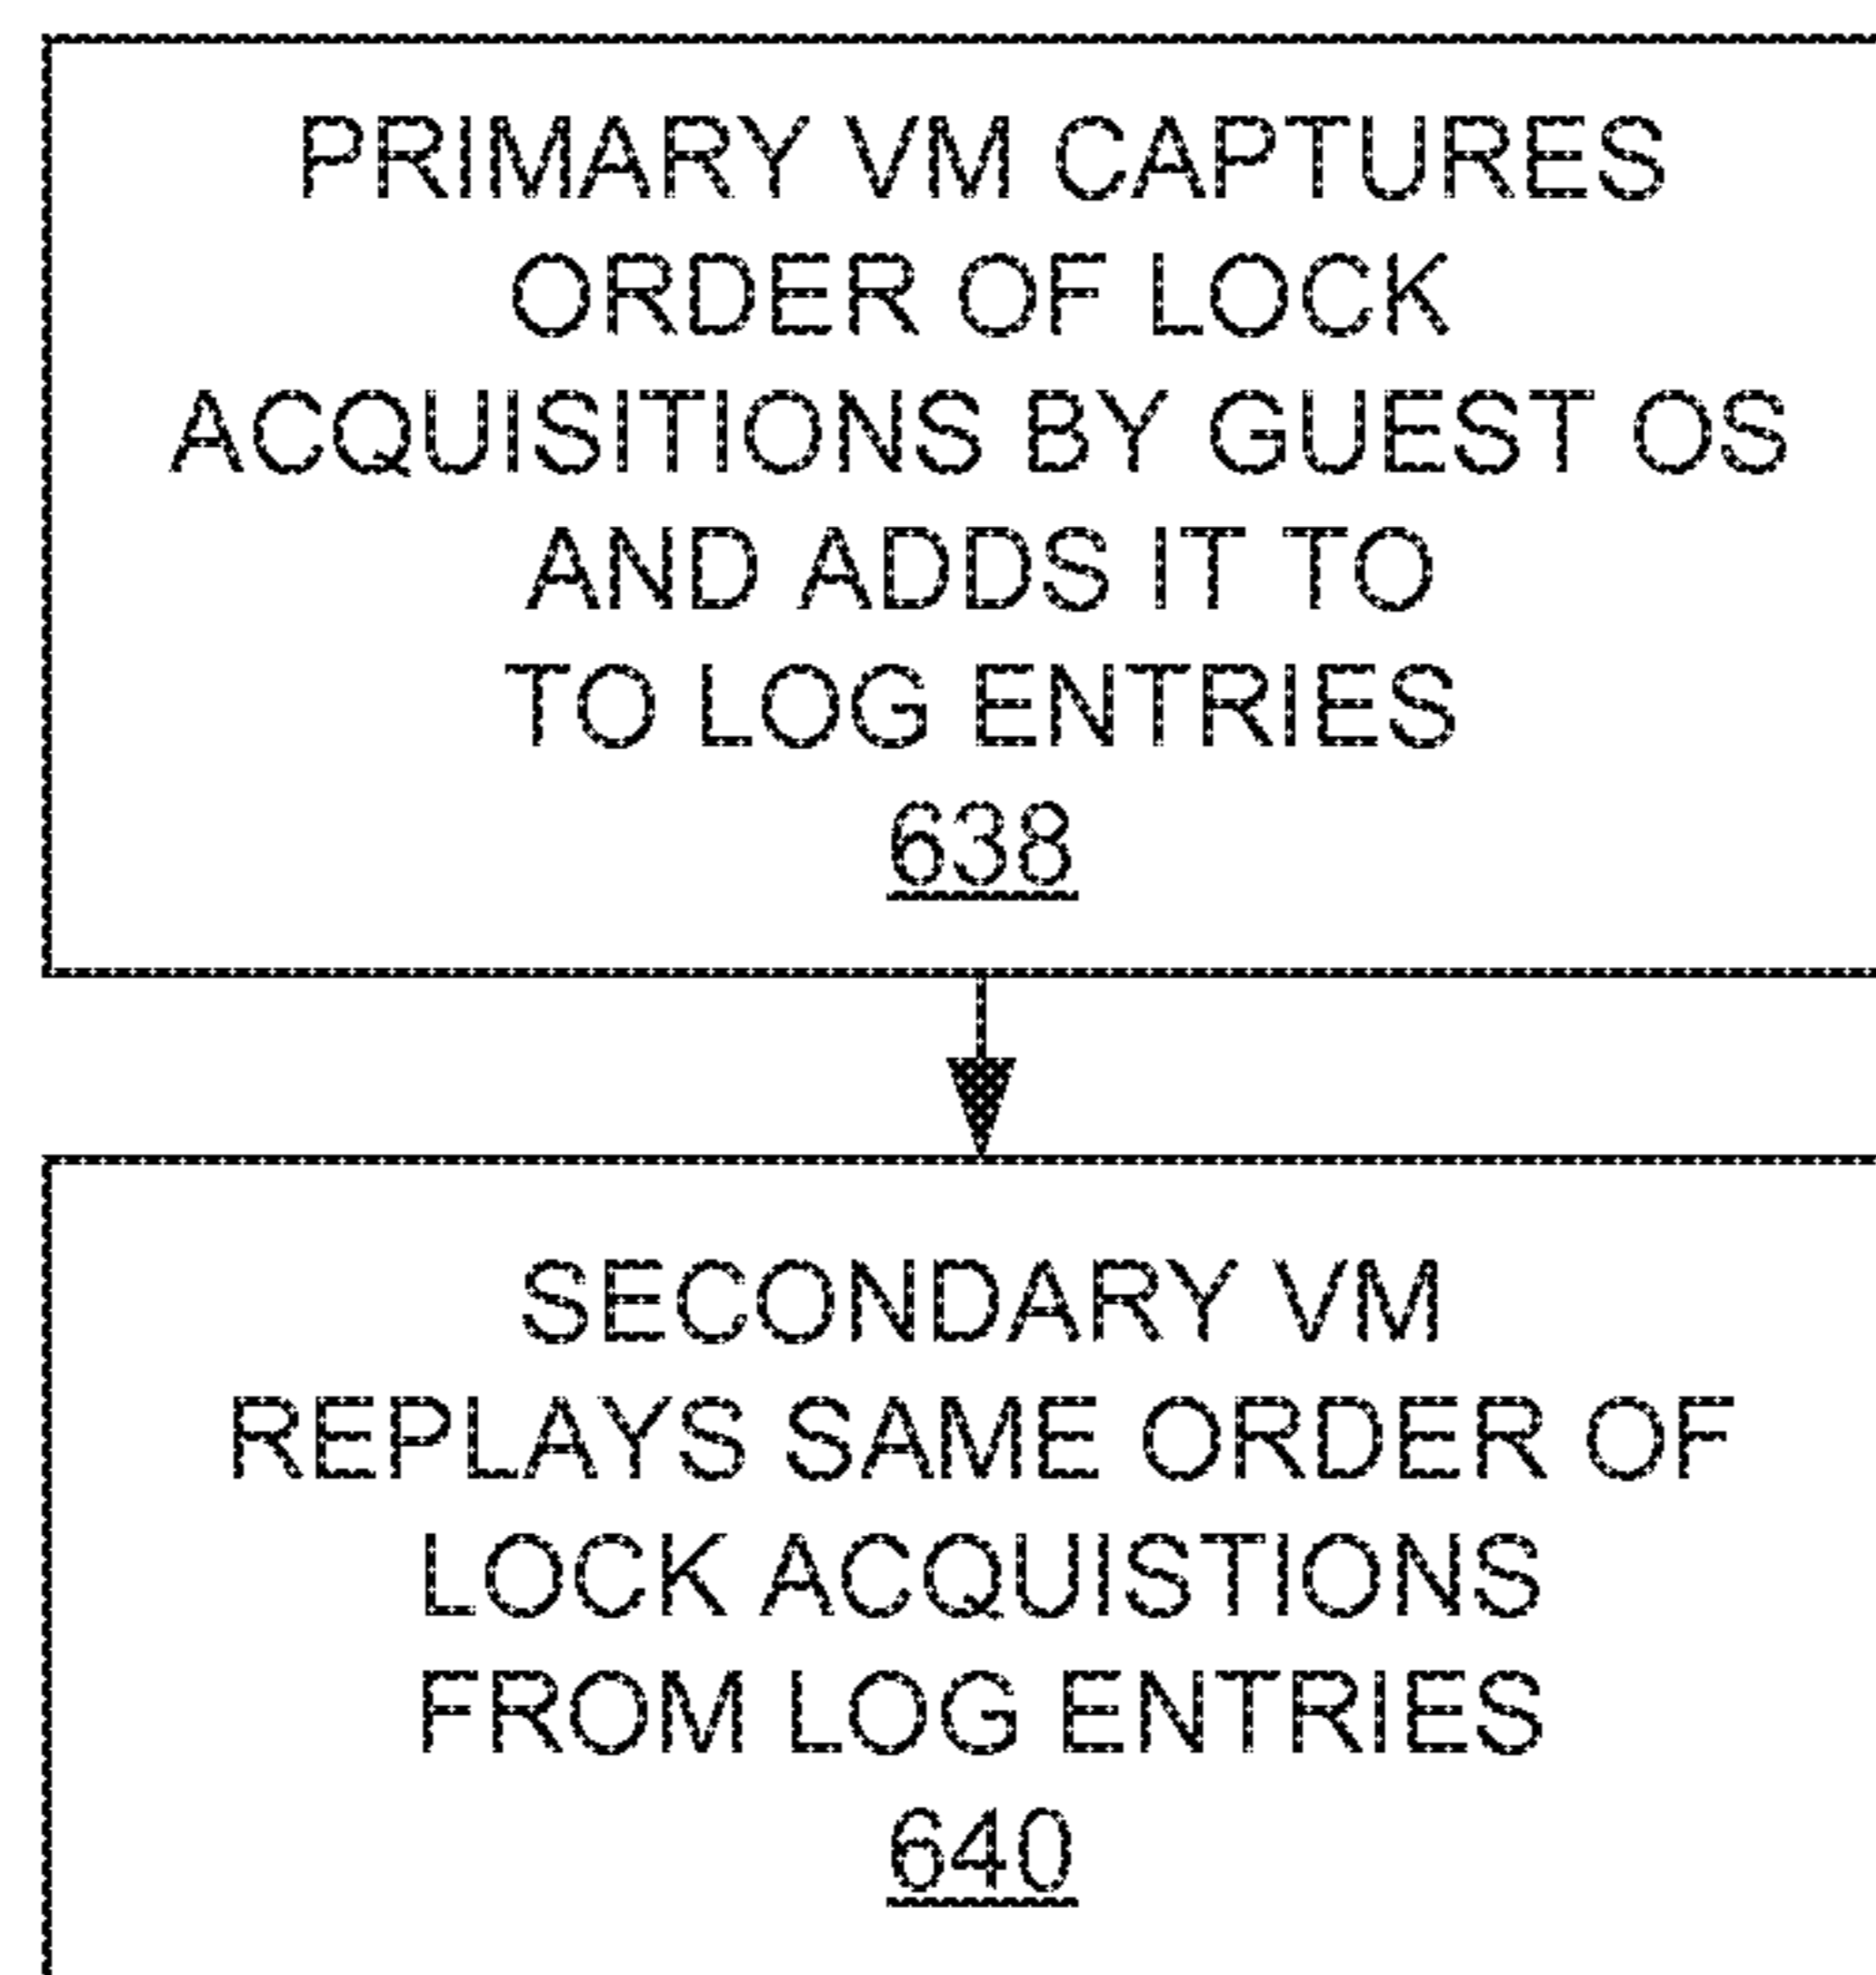 PRIMARY VM CAPTURES
ORDER OF LOCK
ACQUISITIONS BY GUEST OS
AND ADDS IT TO
TO LOG ENTRIES
638
SECONDARY VM
REPLAYS SAME ORDER OF
LOCK ACQUISTIONS
FROM LOG ENTRIES
640